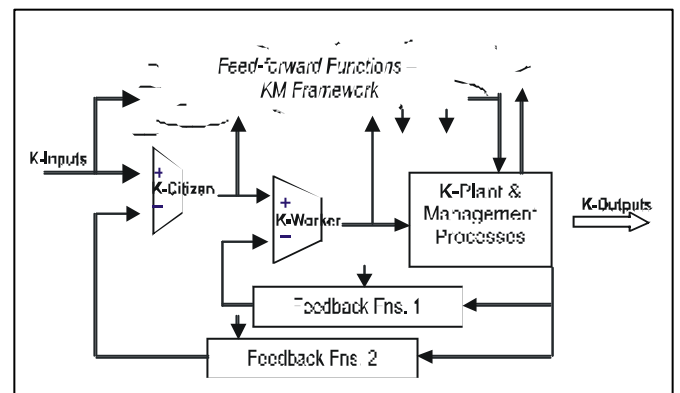 Feed-forward Functions –
KM Framework
K-Inputs
+
K-Citizen
–
+
K-Worker
–
K-Plant &
Management
Processes
K-Outputs
Feedback Fns. 1
Feedback Fns. 2